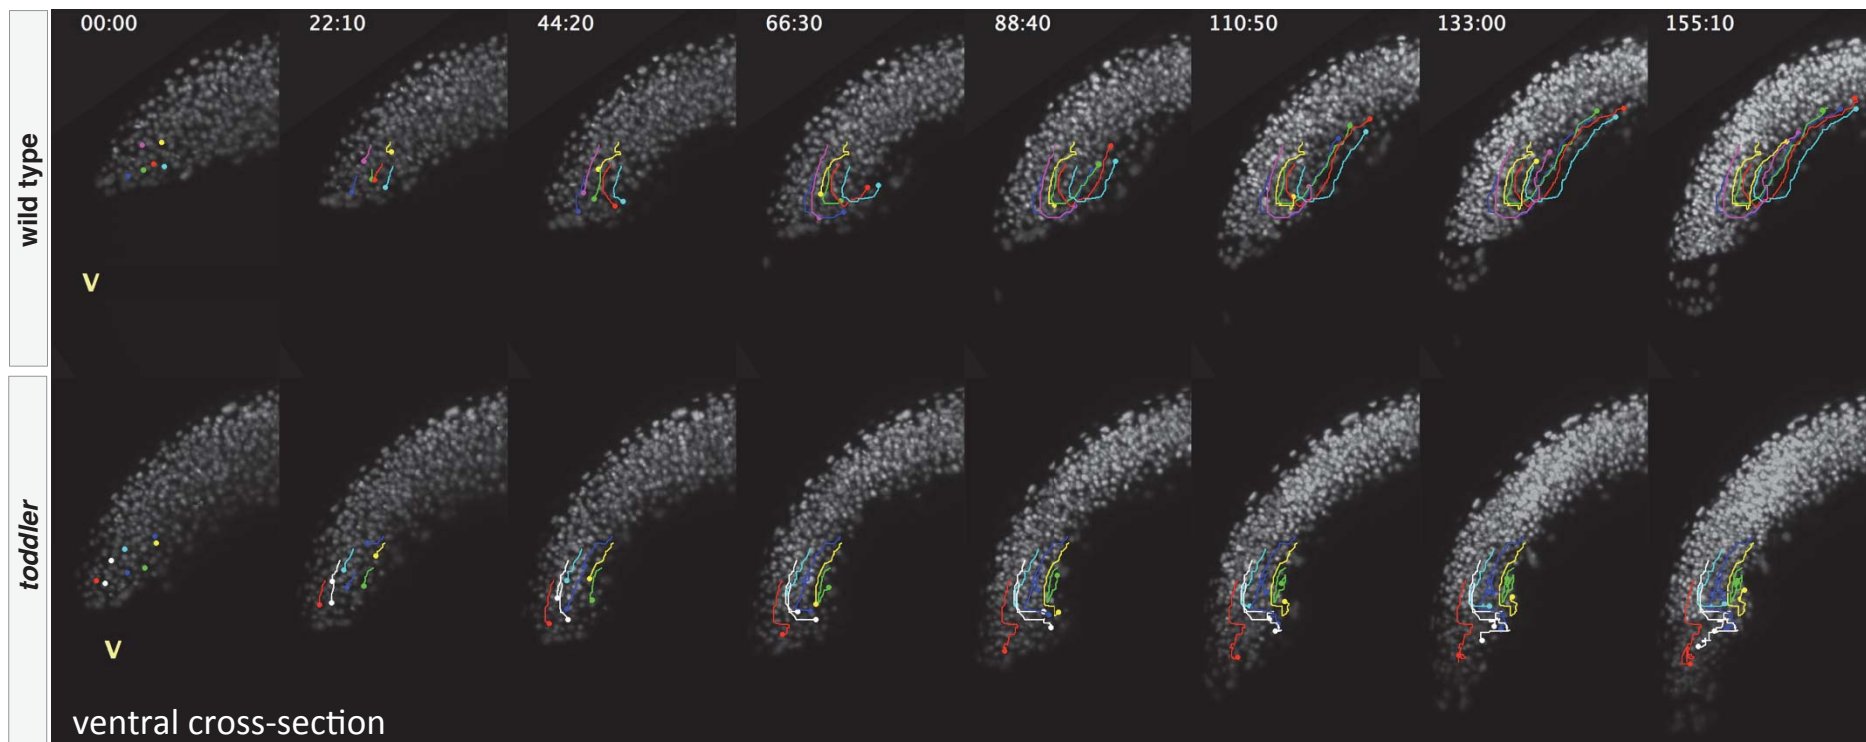 00:00 22:10 44:20 66:30 88:40 110:50 133:00 155:10
wild type
V
toddler
V
ventral cross-section